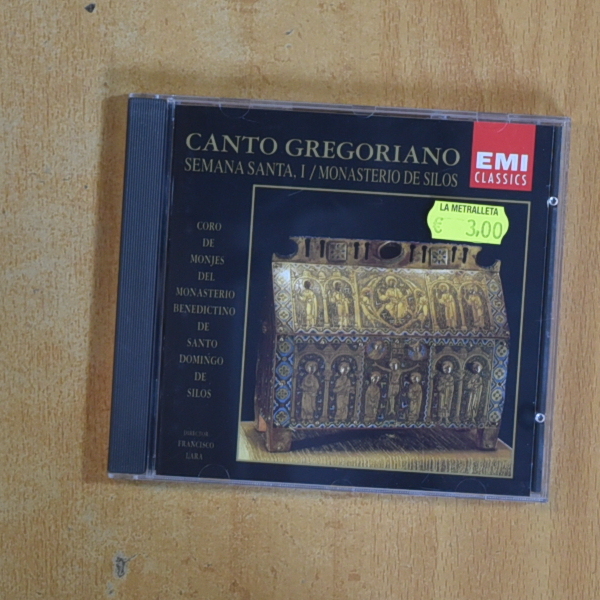 CANTO GREGORIANO
SEMANA SANTA, I / MONASTERIO DE SILOS
EMI
CLASSICS
LA METRALLETA
€ 3,00
CORO
DE
MONJES
DEL
MONASTERIO
BENEDICTINO
DE
SANTO
DOMINGO
DE
SILOS
DIRECTOR
FRANCISCO
LARA